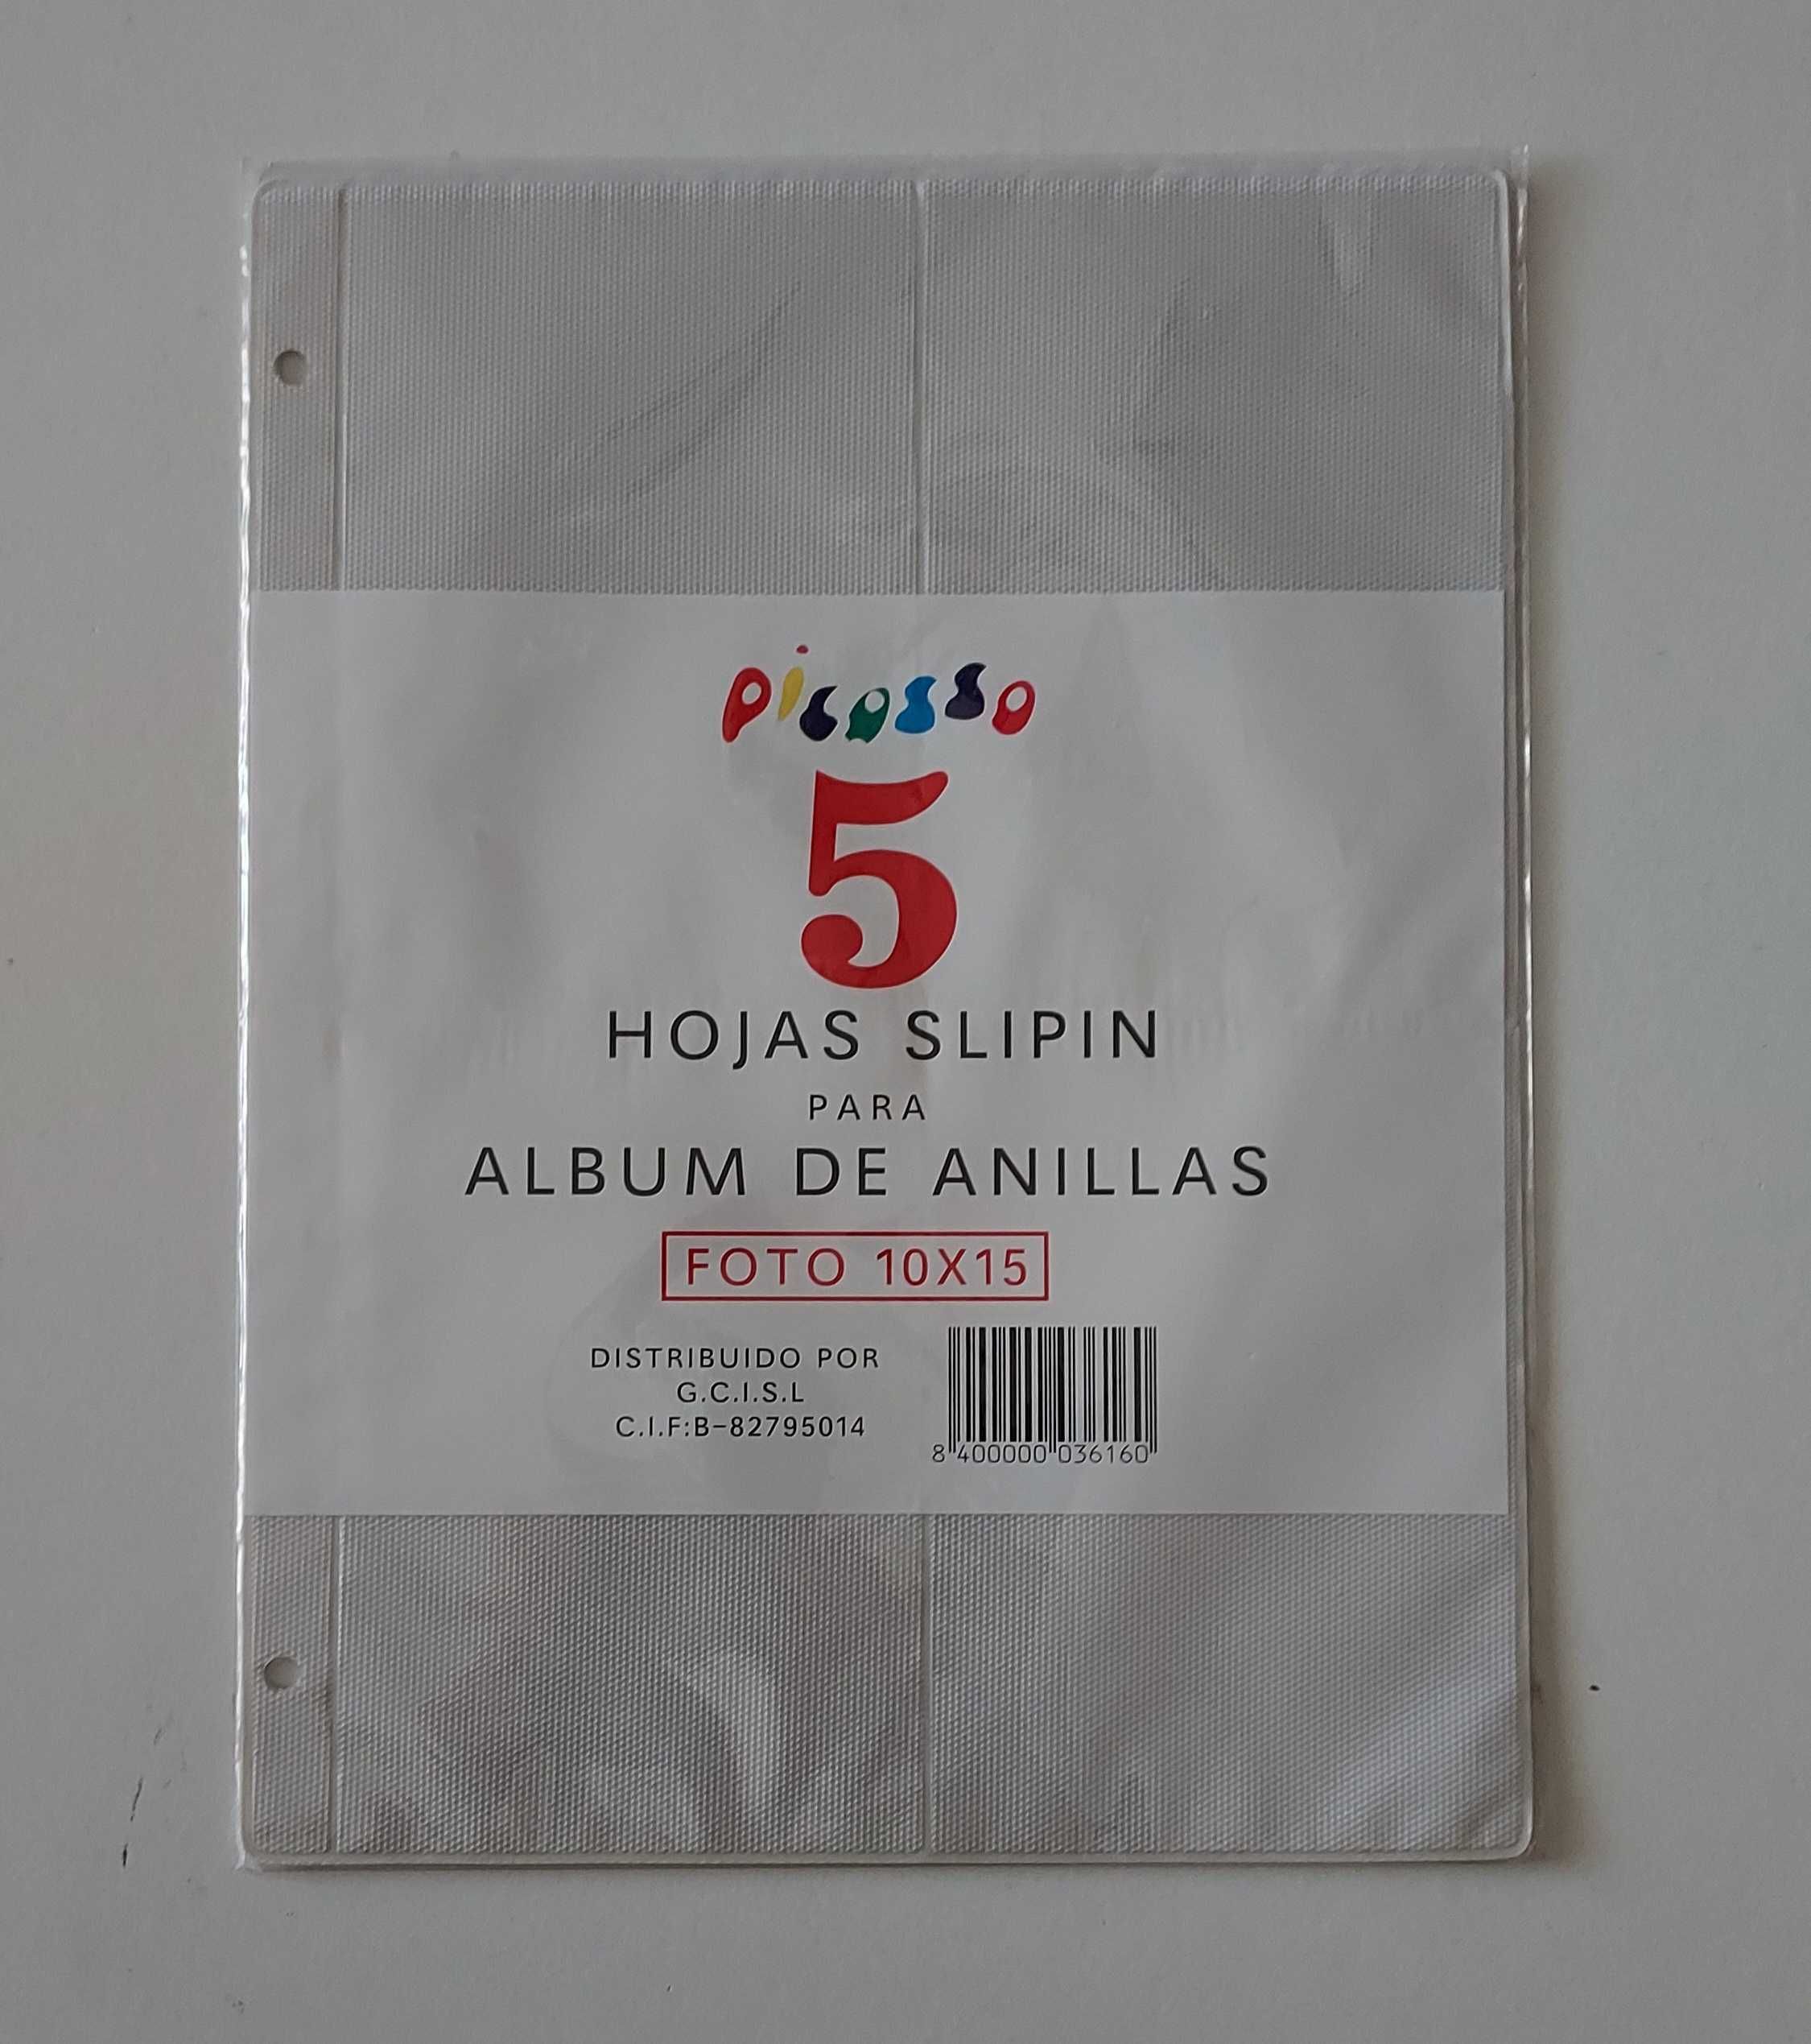 picasso
5
HOJAS SLIPIN
PARA
ALBUM DE ANILLAS
FOTO 10X15
DISTRIBUIDO POR
G.C.I.S.L
C.I.F:B-82795014
8 400000 036160